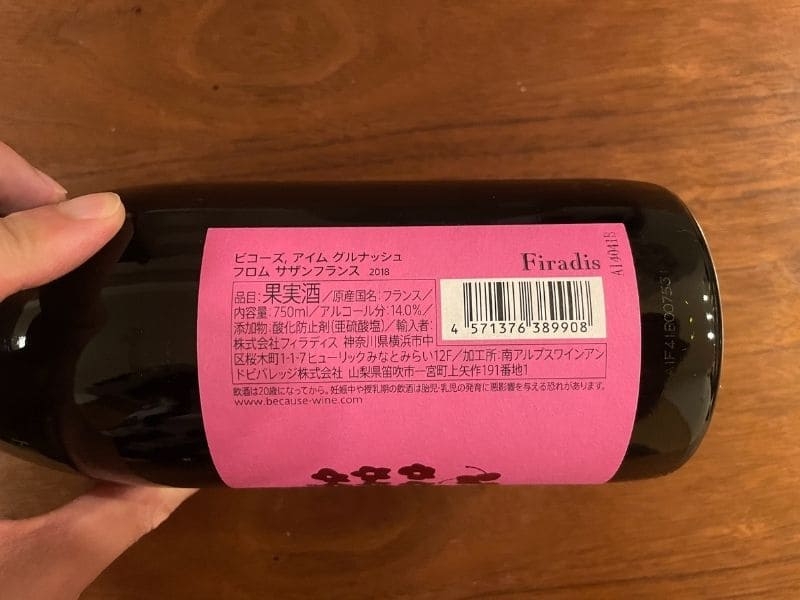 ビコーズ, アイム グルナッシュ
フロム サザンフランス 2018
Firadis
A14041B
品目:果実酒/原産国名:フランス/
内容量:750ml/アルコール分:14.0%/
添加物:酸化防止剤(亜硫酸塩)/輸入者:
株式会社フィラディス 神奈川県横浜市中
区桜木町1-1-7ヒューリックみなとみらい12F/加工所:南アルプスワインアン
ドビバレッジ株式会社 山梨県笛吹市一宮町上矢作191番地1
4 571376 389908
飲酒は20歳になってから。妊娠中や授乳期の飲酒は胎児・乳児の発育に悪影響を与える恐れがあります。
www.because-wine.com